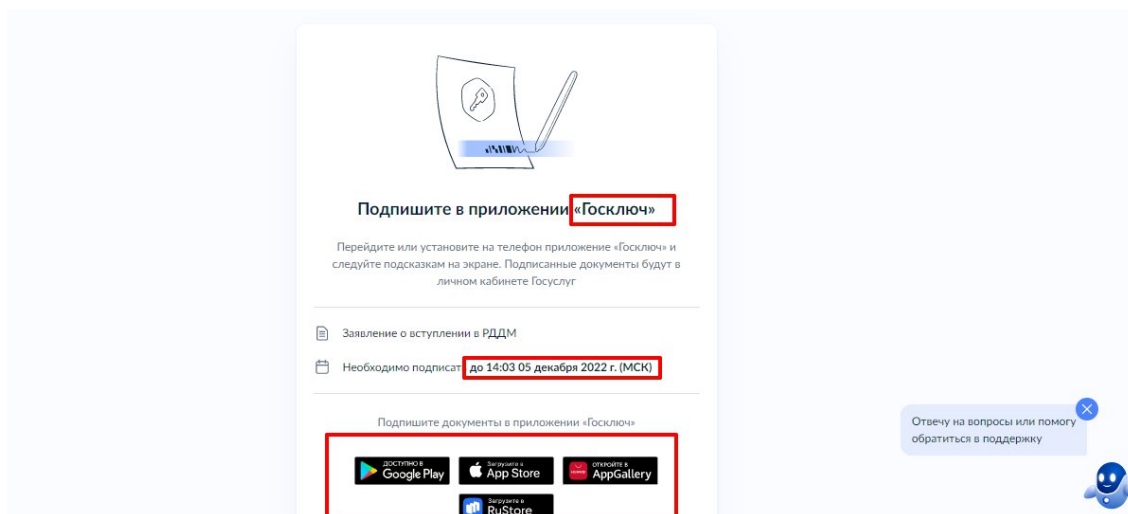 Подпишите в приложении «Госключ»
Перейдите или установите на телефон приложение «Госключ» и
следуйте подсказкам на экране. Подписанные документы будут в
личном кабинете Госуслуг
Заявление о вступлении в РДДМ
Необходимо подписат до 14:03 05 декабря 2022 г. (МСК)
Подпишите документы в приложении «Госключ»
ДОСТУПНО В
Google Play
Загрузите в
App Store
ОТКРОЙТЕ В
AppGallery
Загрузите в
RuStore
Отвечу на вопросы или помогу
обратиться в поддержку